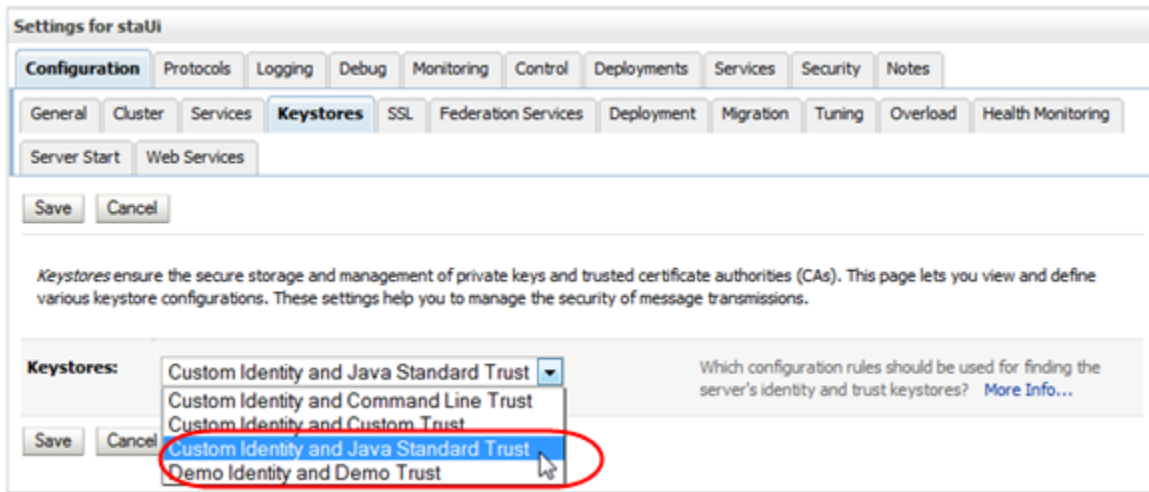 Settings for staUi
Configuration Protocols Logging Debug Monitoring Control Deployments Services Security Notes
General Cluster Services Keystores SSL Federation Services Deployment Migration Tuning Overload Health Monitoring
Server Start Web Services
Save Cancel
Keystores ensure the secure storage and management of private keys and trusted certificate authorities (CAs). This page lets you view and define
various keystore configurations. These settings help you to manage the security of message transmissions.
Keystores: Custom Identity and Java Standard Trust Which configuration rules should be used for finding the
server's identity and trust keystores? More Info...
Custom Identity and Command Line Trust
Custom Identity and Custom Trust
Save Cancel Custom Identity and Java Standard Trust
Demo Identity and Demo Trust